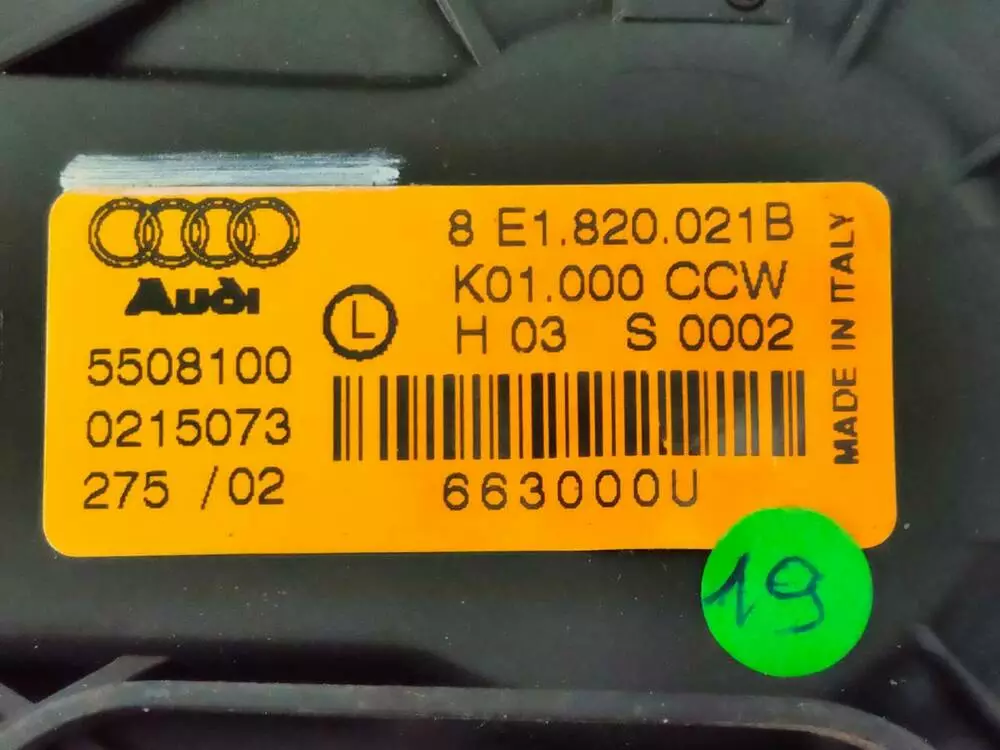 Audi
5508100
0215073
275 /02
L
8 E1.820.021B
K01.000 CCW
H 03 S 0002
663000U
MADE IN ITALY
19